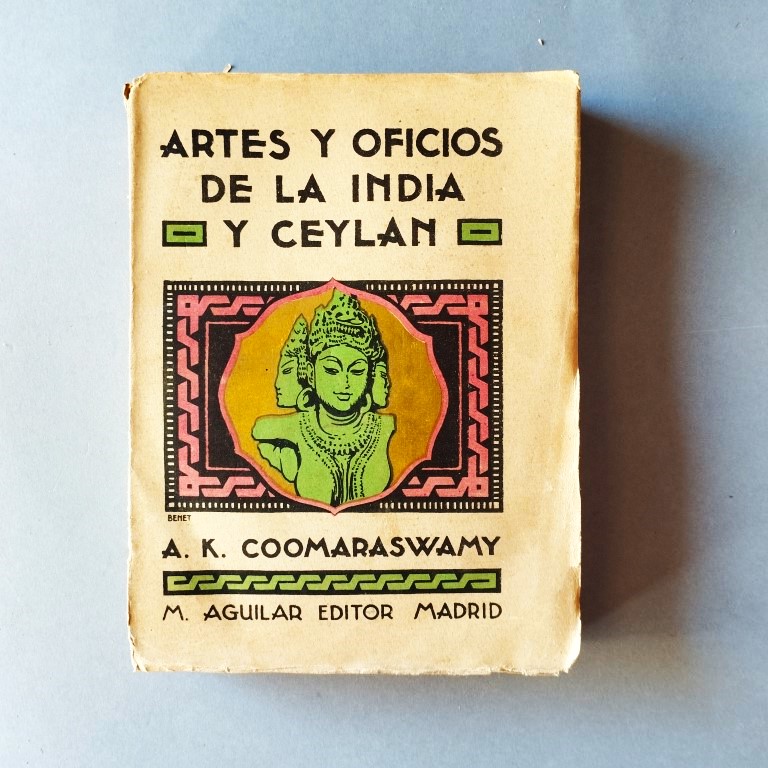 ARTES Y OFICIOS
DE LA INDIA
Y CEYLAN
BENET
A. K. COOMARASWAMY
M. AGUILAR EDITOR MADRID